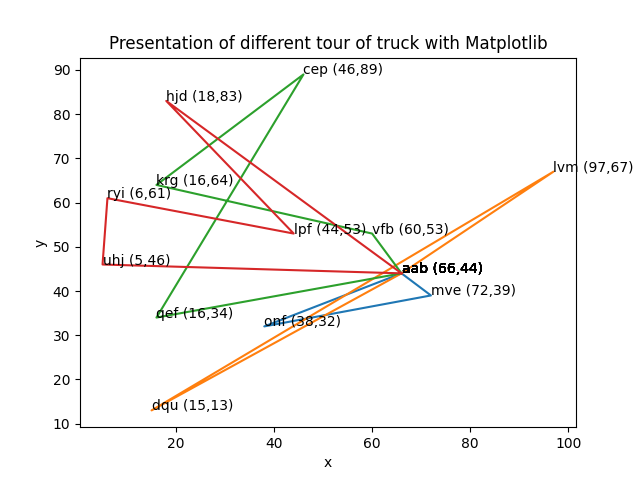 Presentation of different tour of truck with Matplotlib
90
80
70
60
50
40
30
20
10
y
cep (46,89)
hjd (18,83)
lvm (97,67)
krg (16,64)
ryi (6,61)
lpf (44,53)
vfb (60,53)
uhj (5,46)
aab (66,44)
mve (72,39)
qef (16,34)
onf (38,32)
dqu (15,13)
20
40
60
80
100
x